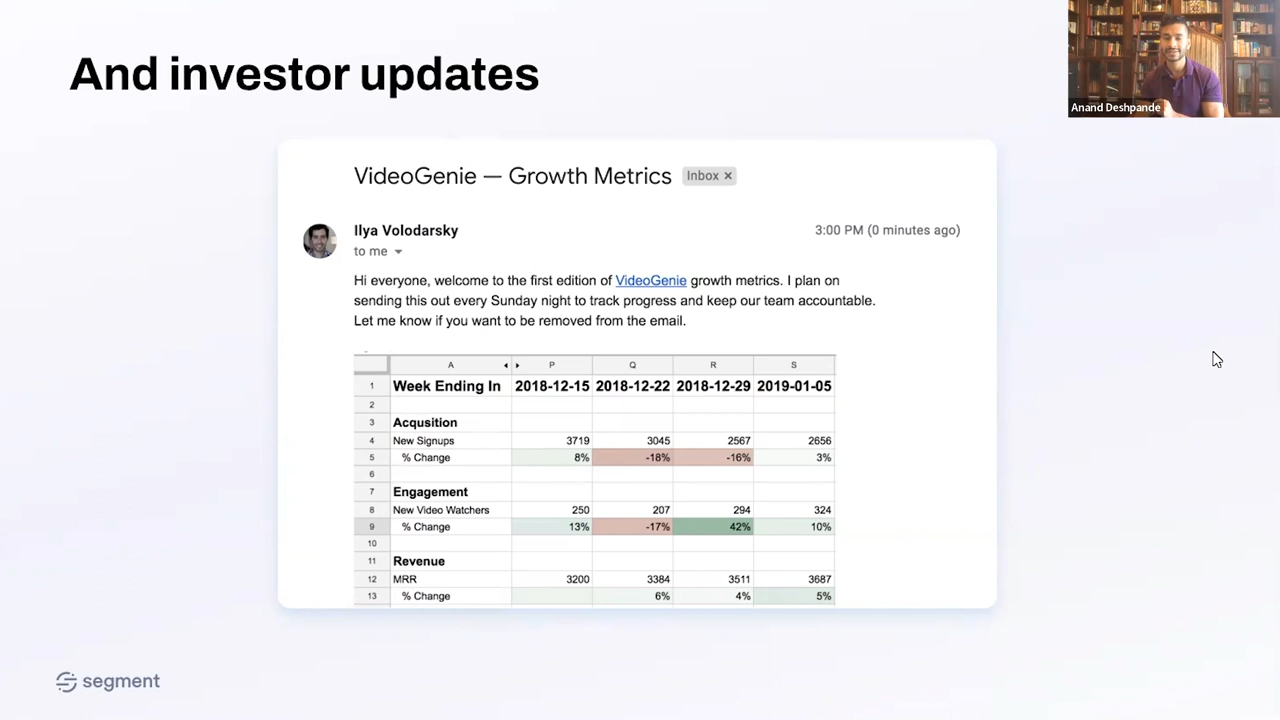 And investor updates
Anand Deshpande
VideoGenie — Growth Metrics Inbox ×
Ilya Volodarsky
3:00 PM (0 minutes ago)
to me
Hi everyone, welcome to the first edition of VideoGenie growth metrics. I plan on
sending this out every Sunday night to track progress and keep our team accountable.
Let me know if you want to be removed from the email.
A P Q R S
1 Week Ending In 2018-12-15 2018-12-22 2018-12-29 2019-01-05
2
3 Acqusition
4 New Signups 3719 3045 2567 2656
5 % Change 8% -18% -16% 3%
6
7 Engagement
8 New Video Watchers 250 207 294 324
9 % Change 13% -17% 42% 10%
10
11 Revenue
12 MRR 3200 3384 3511 3687
13 % Change 6% 4% 5%
segment